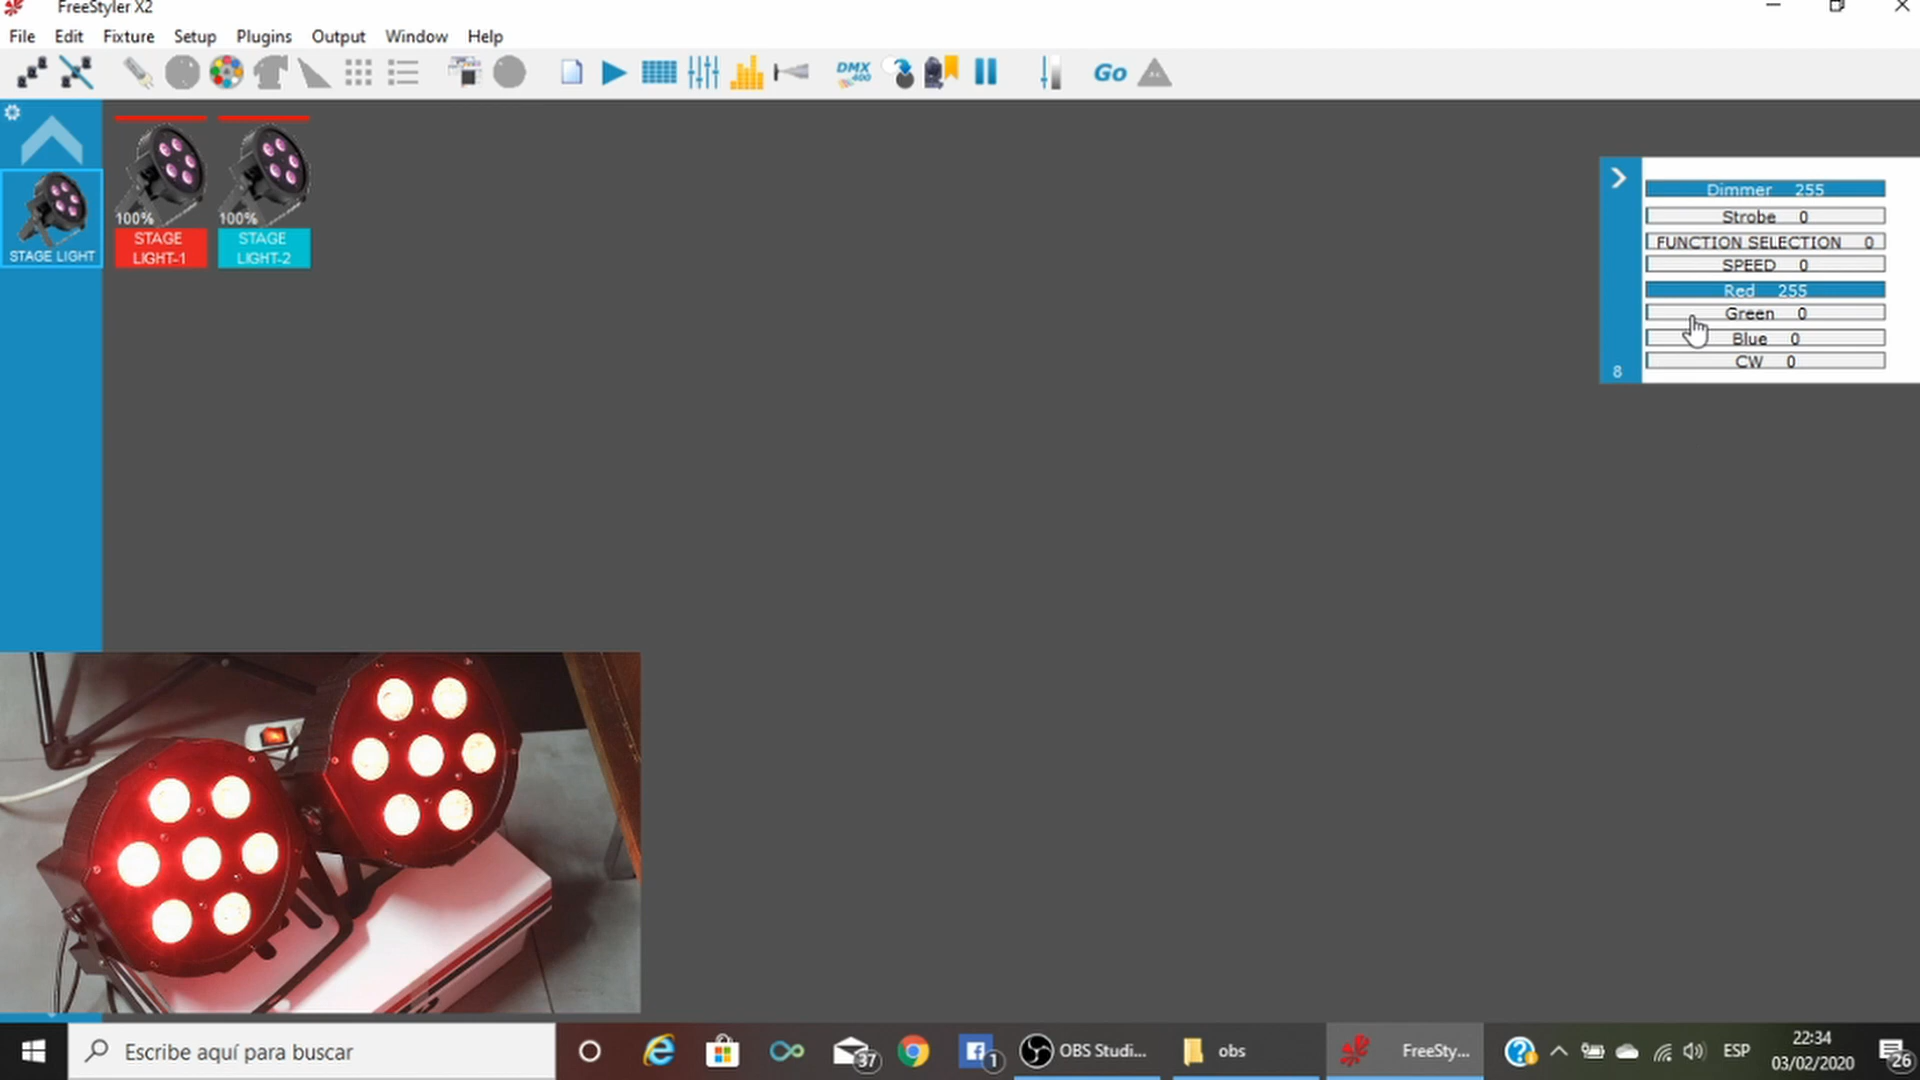 FreeStyler X2
File Edit Fixture Setup Plugins Output Window Help
DMX 400
Go
STAGE LIGHT
100%
STAGE
LIGHT-1
100%
STAGE
LIGHT-2
Dimmer 255
Strobe 0
FUNCTION SELECTION 0
SPEED 0
Red 255
Green 0
Blue 0
CW 0
8
Escribe aquí para buscar
37
1
OBS Studi...
obs
FreeSty...
ESP
22:34
03/02/2020
26